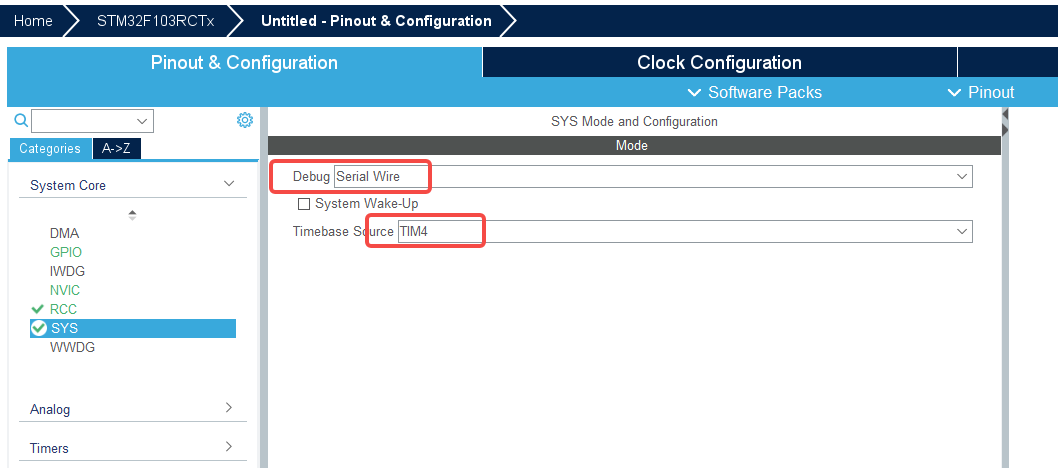 Home STM32F103RCTx Untitled - Pinout & Configuration
Pinout & Configuration Clock Configuration
Software Packs Pinout
SYS Mode and Configuration
Categories A->Z
Mode
System Core
Debug Serial Wire
System Wake-Up
Timebase Source TIM4
DMA
GPIO
IWDG
NVIC
RCC
SYS
WWDG
Analog
Timers